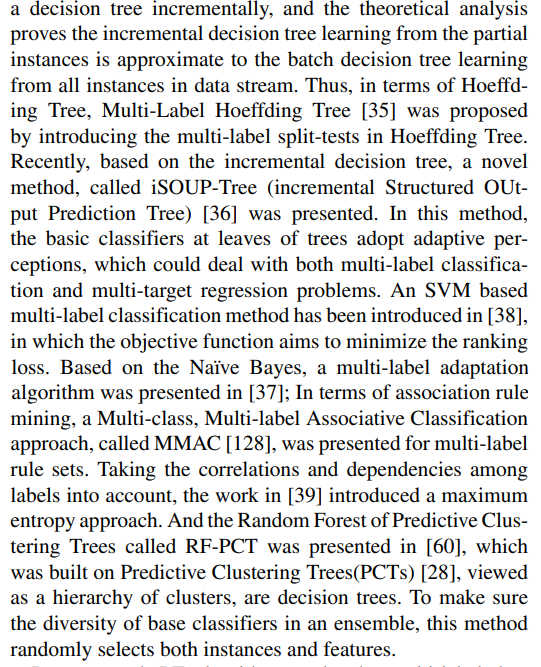 a decision tree incrementally, and the theoretical analysis
proves the incremental decision tree learning from the partial
instances is approximate to the batch decision tree learning
from all instances in data stream. Thus, in terms of Hoeffd-
ing Tree, Multi-Label Hoeffding Tree [35] was proposed
by introducing the multi-label split-tests in Hoeffding Tree.
Recently, based on the incremental decision tree, a novel
method, called iSOUP-Tree (incremental Structured OUt-
put Prediction Tree) [36] was presented. In this method,
the basic classifiers at leaves of trees adopt adaptive per-
ceptions, which could deal with both multi-label classifica-
tion and multi-target regression problems. An SVM based
multi-label classification method has been introduced in [38],
in which the objective function aims to minimize the ranking
loss. Based on the Naïve Bayes, a multi-label adaptation
algorithm was presented in [37]; In terms of association rule
mining, a Multi-class, Multi-label Associative Classification
approach, called MMAC [128], was presented for multi-label
rule sets. Taking the correlations and dependencies among
labels into account, the work in [39] introduced a maximum
entropy approach. And the Random Forest of Predictive Clus-
tering Trees called RF-PCT was presented in [60], which
was built on Predictive Clustering Trees(PCTs) [28], viewed
as a hierarchy of clusters, are decision trees. To make sure
the diversity of base classifiers in an ensemble, this method
randomly selects both instances and features.